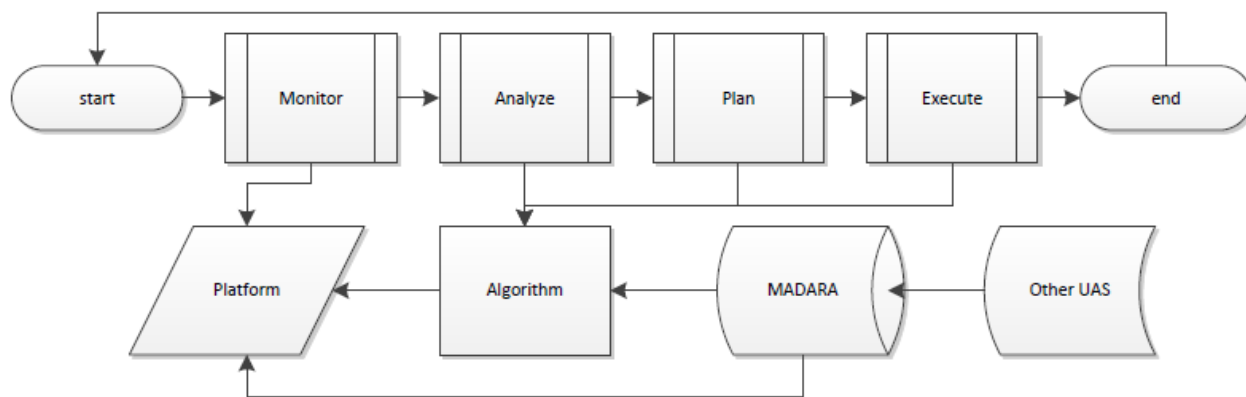 start
Monitor
Analyze
Plan
Execute
end
Platform
Algorithm
MADARA
Other UAS